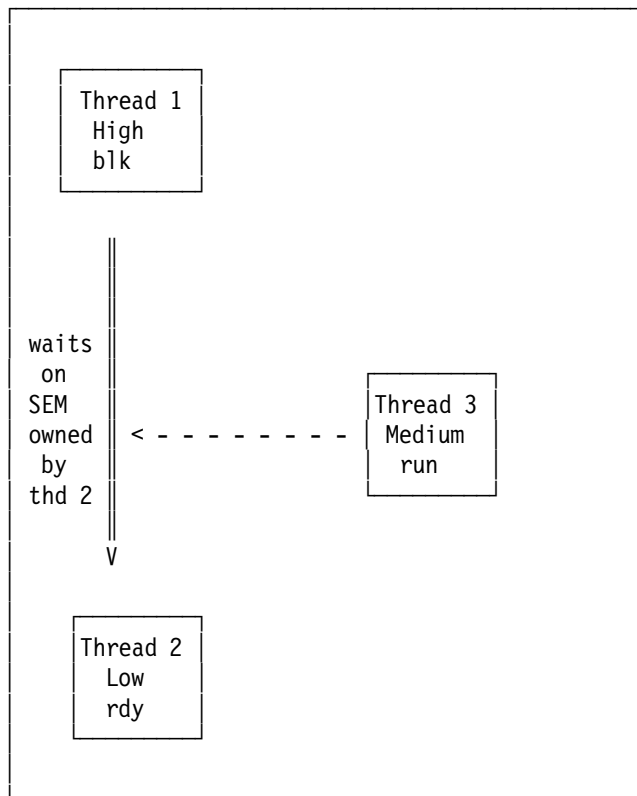 Thread 1
High
blk
waits
on
SEM
owned
by
thd 2
Thread 3
Medium
run
V
Thread 2
Low
rdy